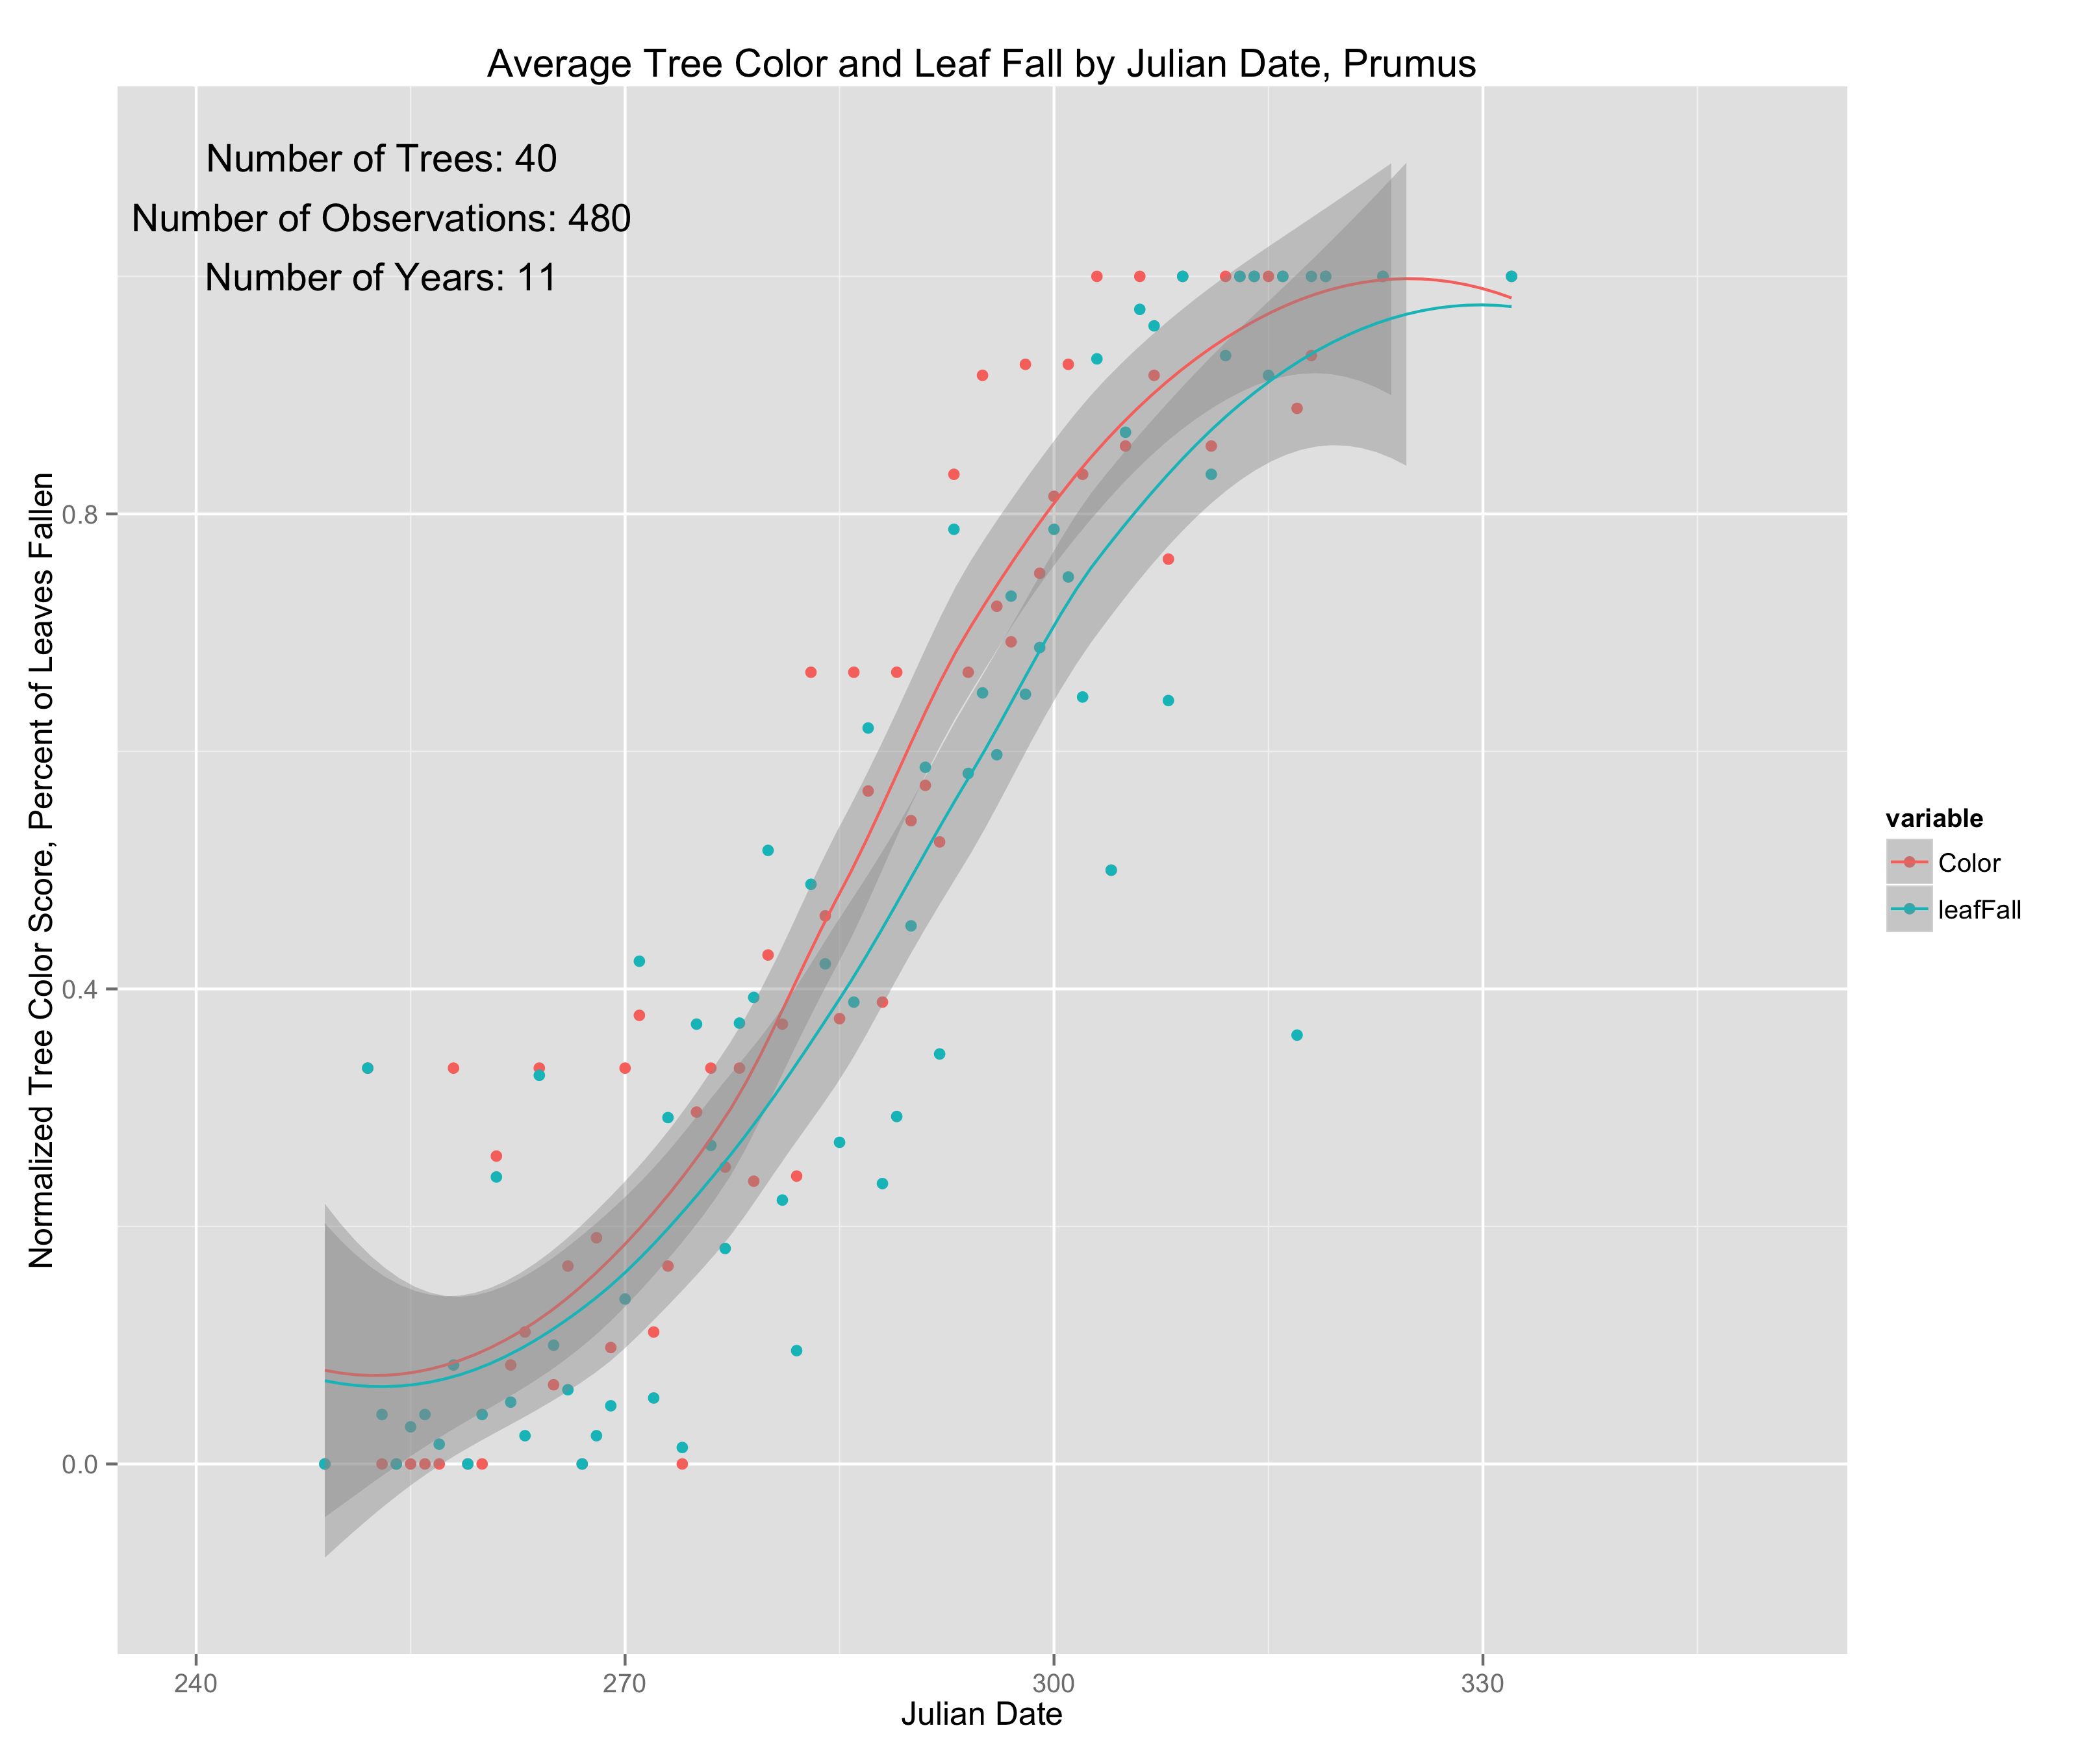 Average Tree Color and Leaf Fall by Julian Date, Prumus
Number of Trees: 40
Number of Observations: 480
Number of Years: 11
Normalized Tree Color Score, Percent of Leaves Fallen
0.8
0.4
0.0
240
270
300
330
Julian Date
variable
Color
leafFall